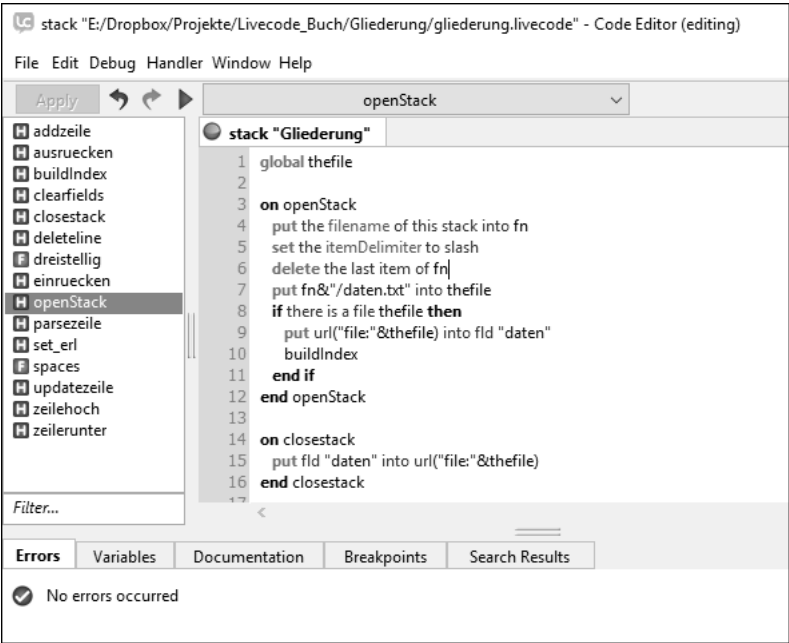 stack "E:/Dropbox/Projekte/Livecode_Buch/Gliederung/gliederung.livecode" - Code Editor (editing)
File Edit Debug Handler Window Help
Apply
openStack
addzeile
ausruecken
buildIndex
clearfields
closestack
deleteline
dreistellig
einruecken
openStack
parsezeile
set_erl
spaces
updatezeile
zeilehoch
zeilerunter
Filter...
stack "Gliederung"
1 global thefile
2
3 on openStack
4 put the filename of this stack into fn
5 set the itemDelimiter to slash
6 delete the last item of fn
7 put fn&"/daten.txt" into thefile
8 if there is a file thefile then
9 put url("file:"&thefile) into fld "daten"
10 buildIndex
11 end if
12 end openStack
13
14 on closestack
15 put fld "daten" into url("file:"&thefile)
16 end closestack
17
Errors Variables Documentation Breakpoints Search Results
No errors occurred